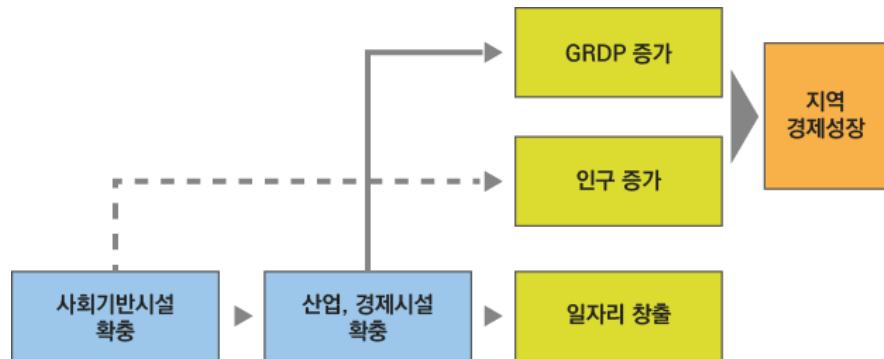 GRDP 증가
지역
경제성장
인구 증가
사회기반시설
확충
산업, 경제시설
확충
일자리 창출